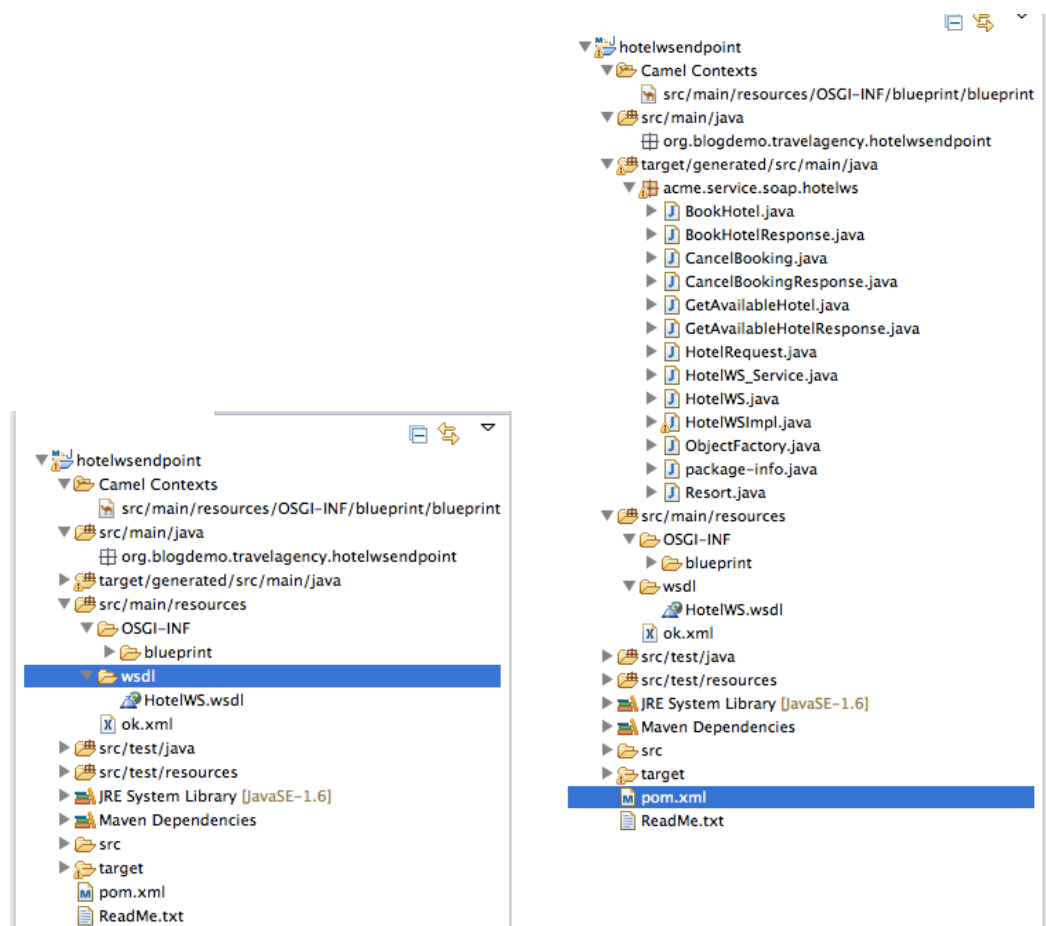 hotelwsendpoint
Camel Contexts
src/main/resources/OSGI-INF/blueprint/blueprint
src/main/java
org.blogdemo.travelagency.hotelwsendpoint
target/generated/src/main/java
src/main/resources
OSGI-INF
blueprint
wsdl
HotelWS.wsdl
ok.xml
src/test/java
src/test/resources
JRE System Library [JavaSE-1.6]
Maven Dependencies
src
target
pom.xml
ReadMe.txt
hotelwsendpoint
Camel Contexts
src/main/resources/OSGI-INF/blueprint/blueprint
src/main/java
org.blogdemo.travelagency.hotelwsendpoint
target/generated/src/main/java
acme.service.soap.hotelws
BookHotel.java
BookHotelResponse.java
CancelBooking.java
CancelBookingResponse.java
GetAvailableHotel.java
GetAvailableHotelResponse.java
HotelRequest.java
HotelWS_Service.java
HotelWS.java
HotelWSImpl.java
ObjectFactory.java
package-info.java
Resort.java
src/main/resources
OSGI-INF
blueprint
wsdl
HotelWS.wsdl
ok.xml
src/test/java
src/test/resources
JRE System Library [JavaSE-1.6]
Maven Dependencies
src
target
pom.xml
ReadMe.txt